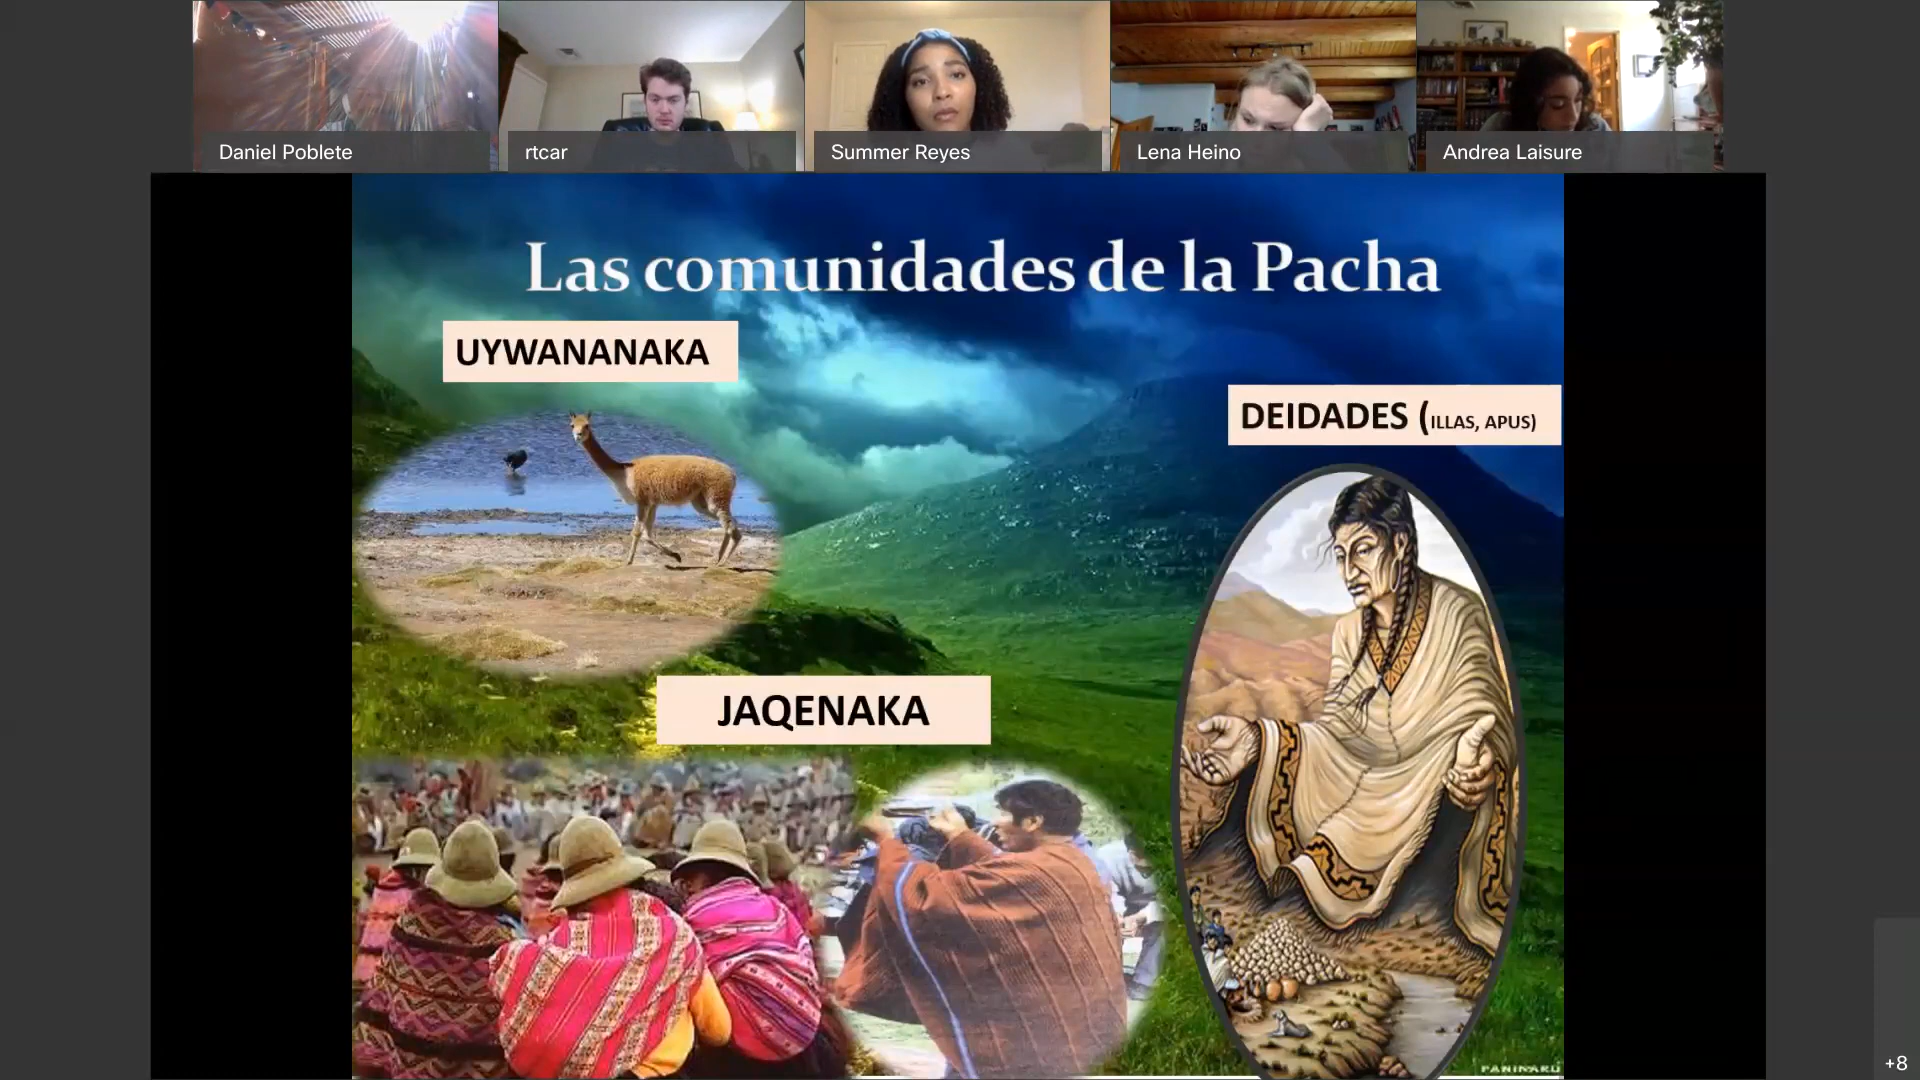 Daniel Poblete
rtcar
Summer Reyes
Lena Heino
Andrea Laisure
Las comunidades de la Pacha
UYWANANAKA
DEIDADES (ILLAS, APUS)
JAQENAKA
+8